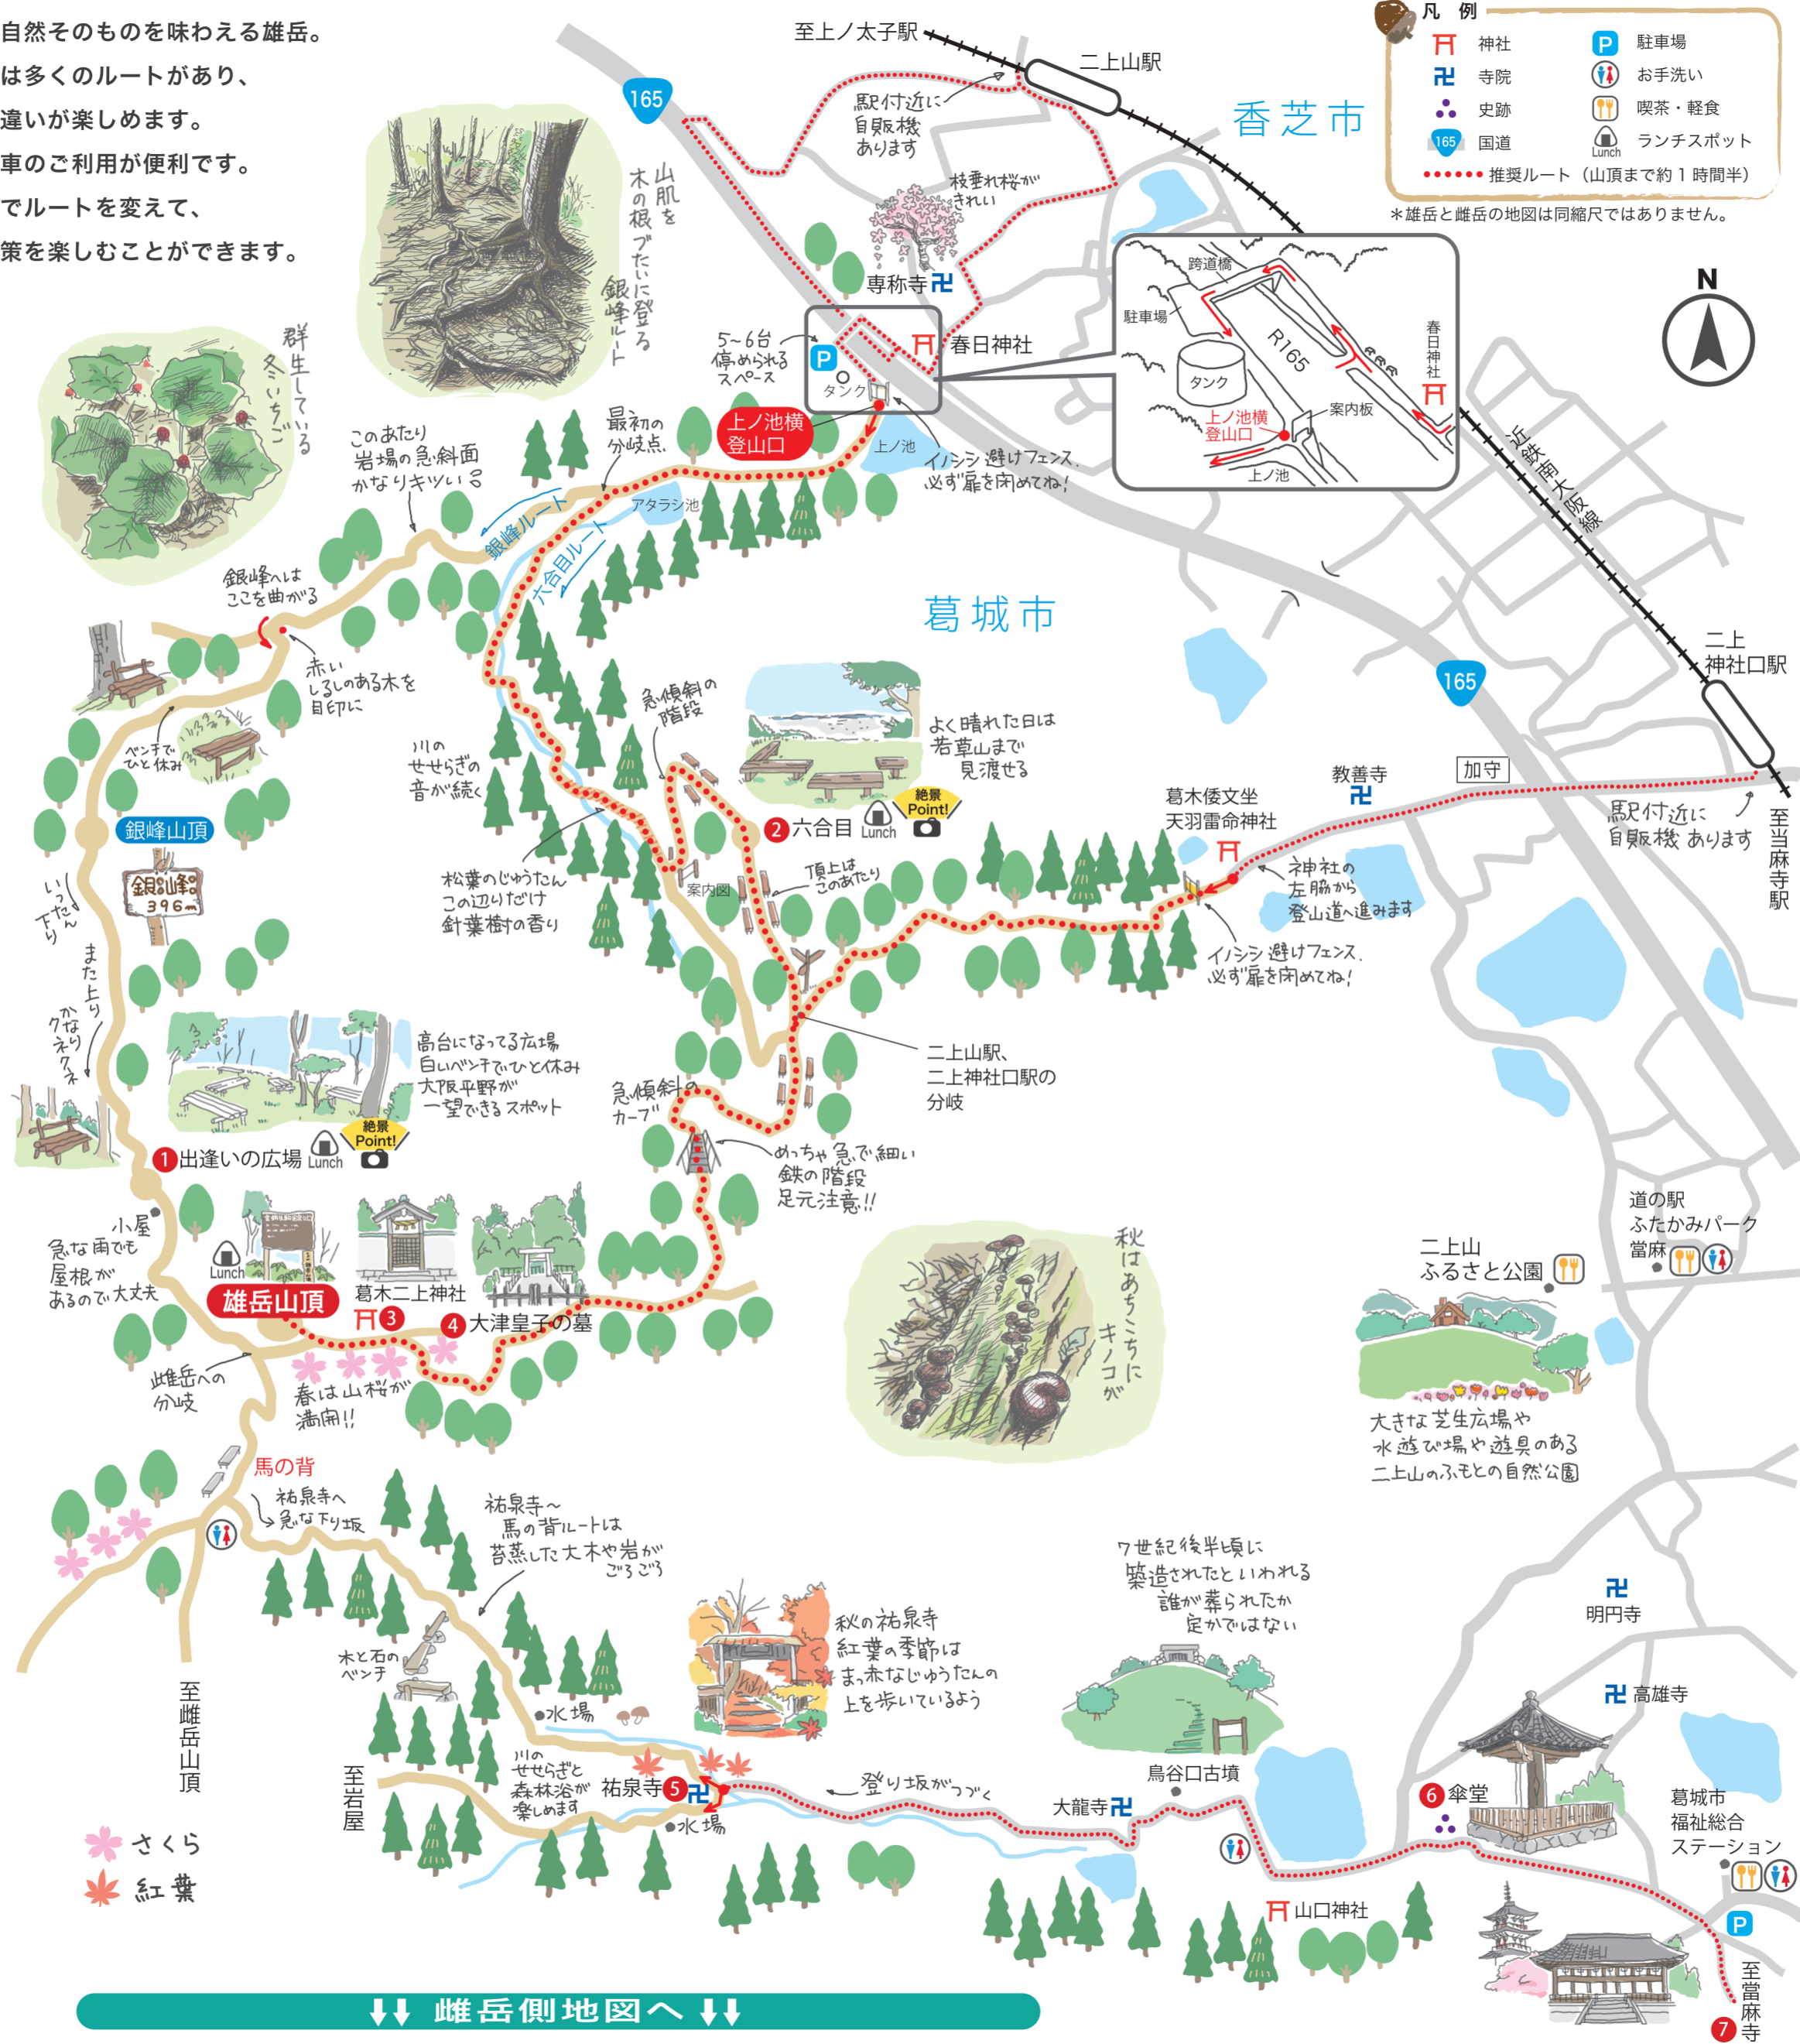 自然そのものを味わえる雄岳。
は多くのルートがあり、
違いが楽しめます。
車のご利用が便利です。
でルートを変えて、
策を楽しむことができます。
凡 例
神社
寺院
史跡
165
国道
P
駐車場
お手洗い
喫茶・軽食
Lunch
ランチスポット
推奨ルート（山頂まで約1時間半）
＊雄岳と雌岳の地図は同縮尺ではありません。
N
至上ノ太子駅
二上山駅
165
香芝市
駅付近に
自販機
あります
枝垂れ桜が
きれい
専称寺
春日神社
5〜6台
停められる
スペース
P
タンク
上ノ池横
登山口
上ノ池
イノシシ避けフェンス.
必ず扉を閉めてね!
跨道橋
駐車場
R165
タンク
春日神社
上ノ池横
登山口
案内板
上ノ池
近鉄南大阪線
山肌を
木の根づたいに登る
銀峰ルート
群生している
冬いちご
このあたり
岩場の急斜面
かなりキツい
最初の
分岐点
アタラシ池
銀峰ルート
六合目ルート
銀峰へは
ここを曲がる
赤い
しるしのある木を
目印に
ベンチで
ひと休み
葛城市
165
二上
神社口駅
銀峰山頂
銀峰
396m
川の
せせらぎの
音が続く
急傾斜の
階段
よく晴れた日は
若草山まで
見渡せる
2 六合目
Lunch
絶景
Point!
教善寺
加守
葛木倭文坐
天羽雷命神社
駅付近に
自販機 あります
至当麻寺駅
神社の
左脇から
登山道へ進みます
イノシシ避けフェンス.
必ず扉を閉めてね!
松葉のじゅうたん
この辺りだけ
針葉樹の香り
案内図
頂上は
このあたり
いったん
下り
また上り
かなり
クネクネ
高台になってる広場
白いベンチでひと休み
大阪平野が
一望できるスポット
1 出逢いの広場
Lunch
絶景
Point!
二上山駅、
二上神社口駅の
分岐
急傾斜の
カーブ
めっちゃ急で細い
鉄の階段
足元注意!!
小屋
急な雨でも
屋根が
あるので大丈夫
Lunch
雄岳山頂
葛木二上神社
3
4 大津皇子の墓
雌岳への
分岐
春は山桜が
満開!!
秋はあちこちに
キノコが
道の駅
ふたかみパーク
當麻
二上山
ふるさと公園
大きな芝生広場や
水遊び場や遊具のある
二上山のふもとの自然公園
馬の背
祐泉寺へ
急な下り坂
祐泉寺〜
馬の背ルートは
苔蒸した大木や岩が
ごろごろ
木と石の
ベンチ
至雌岳山頂
至岩屋
水場
川の
せせらぎと
森林浴が
楽しめます
祐泉寺 5
水場
秋の祐泉寺
紅葉の季節は
まっ赤なじゅうたんの
上を歩いているよう
7世紀後半頃に
築造されたといわれる
誰が葬られたか
定かではない
登り坂がつづく
大龍寺
鳥谷口古墳
明円寺
高雄寺
6 傘堂
葛城市
福祉総合
ステーション
P
山口神社
至當麻寺
7
さくら
紅葉
雌岳側地図へ